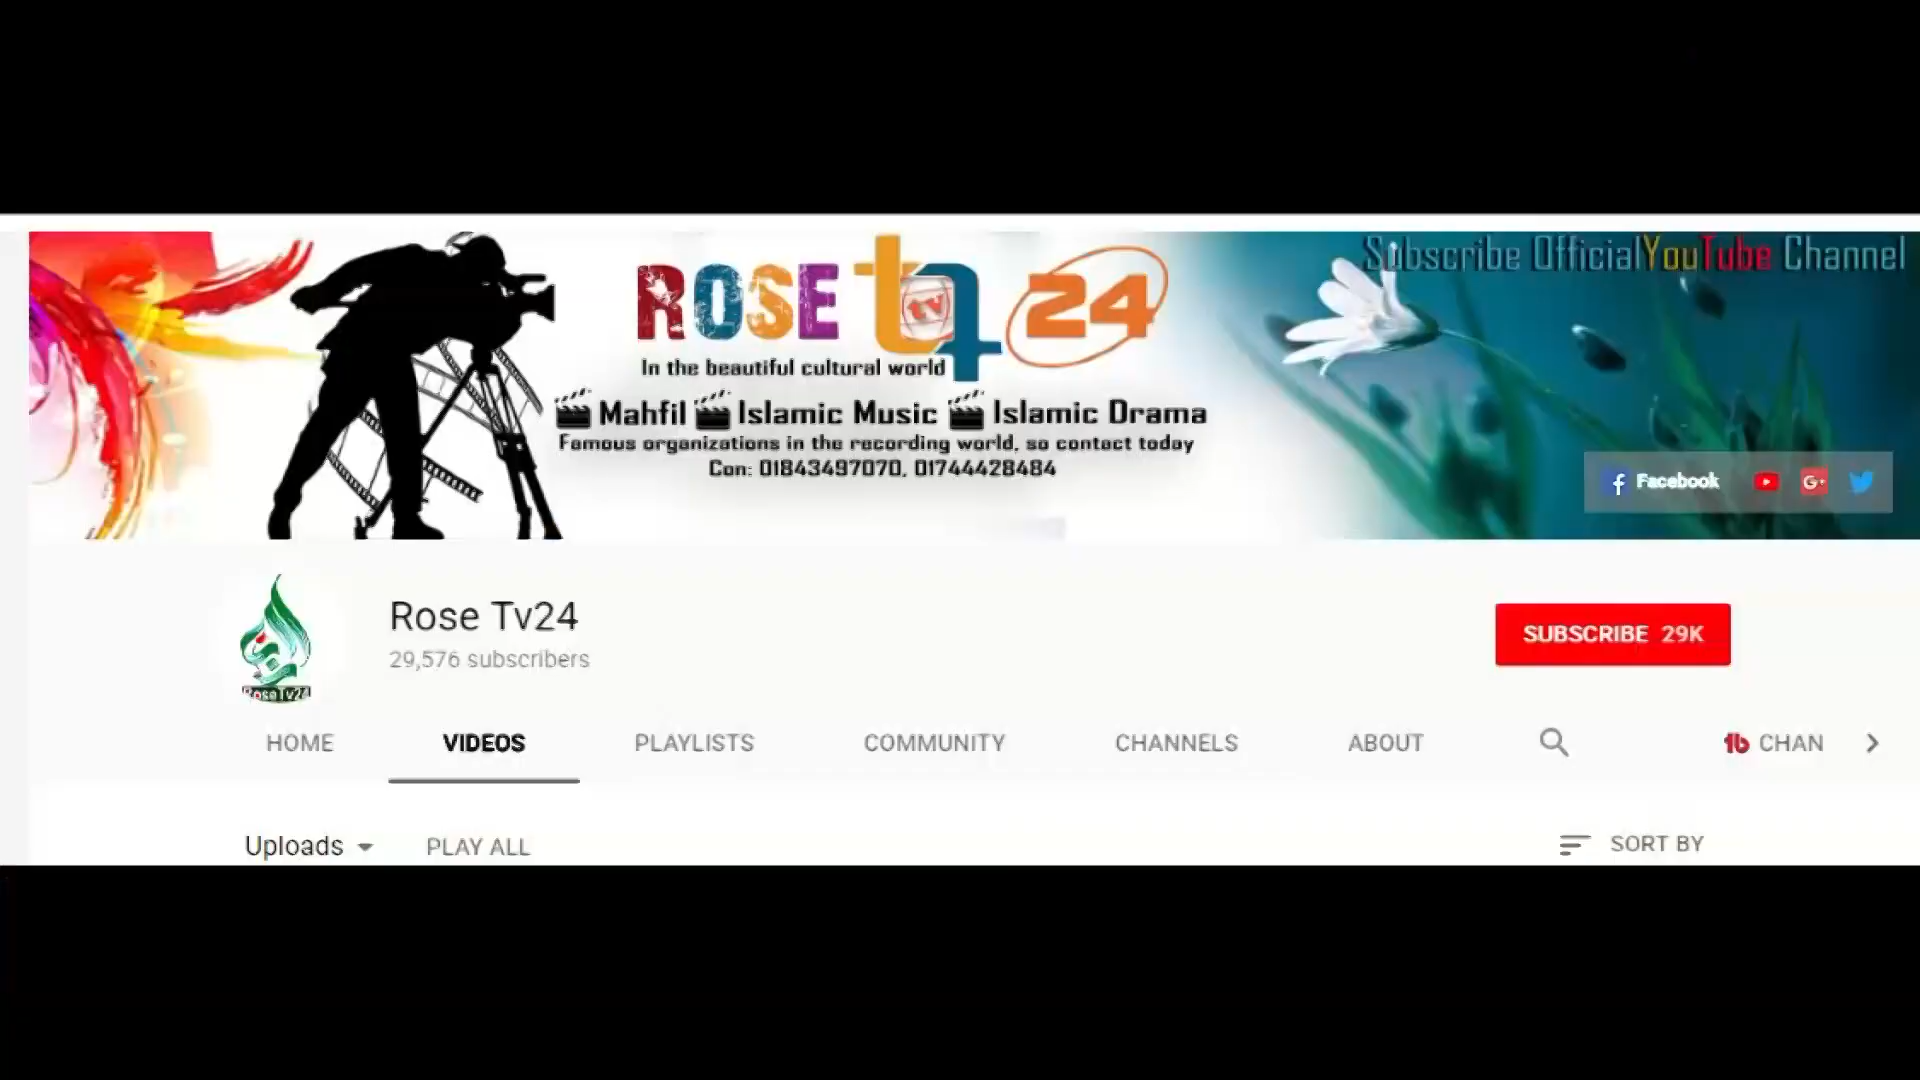 Subscribe OfficialYouTube Channel
ROSE tv 24
In the beautiful cultural world
Mahfil Islamic Music Islamic Drama
Famous organizations in the recording world, so contact today
Con: 01843497070, 01744428484
Facebook
Rose Tv24
29,576 subscribers
SUBSCRIBE 29K
RoseTv24
HOME VIDEOS PLAYLISTS COMMUNITY CHANNELS ABOUT CHAN
Uploads PLAY ALL SORT BY